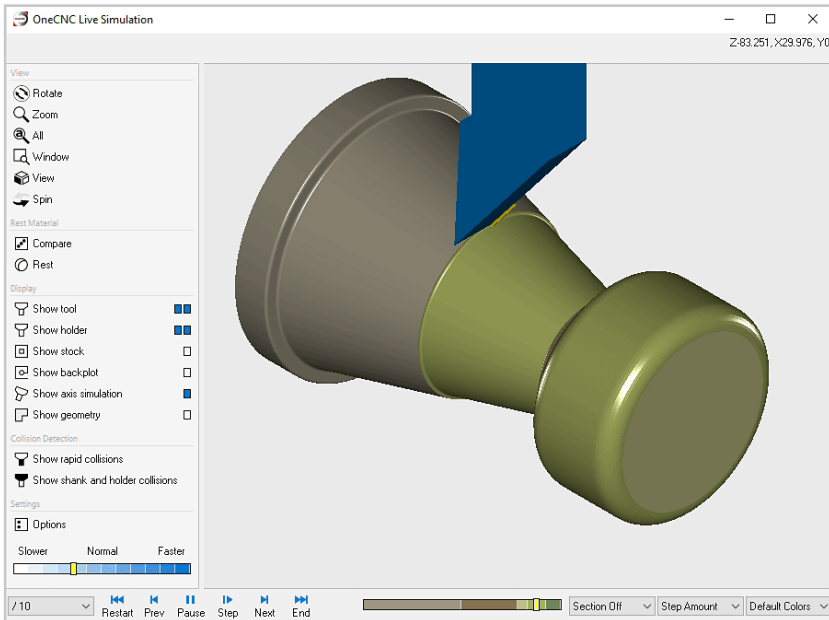 OneCNC Live Simulation
Z-83.251, X29.976, Y0
View
Rotate
Zoom
All
Window
View
Spin
Rest Material
Compare
Rest
Display
Show tool
Show holder
Show stock
Show backplot
Show axis simulation
Show geometry
Collision Detection
Show rapid collisions
Show shank and holder collisions
Settings
Options
Slower Normal Faster
/ 10
Restart Prev Pause Step Next End
Section Off Step Amount Default Colors